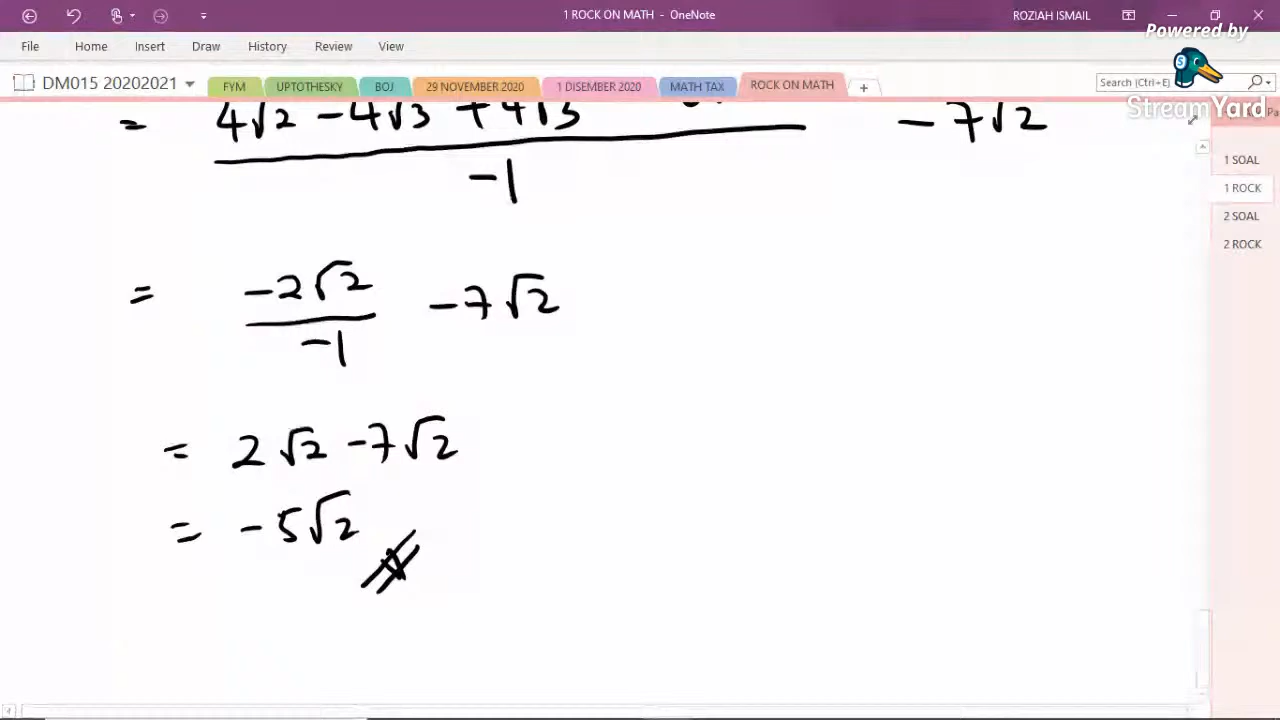 1 ROCK ON MATH - OneNote
ROZIAH ISMAIL
Powered by
File Home Insert Draw History Review View
StreamYard
DM015 20202021 FYM UPTOTHESKY BOJ 29 NOVEMBER 2020 1 DISEMBER 2020 MATH TAX ROCK ON MATH +
Search (Ctrl+E)
= 4√2 - 4√3 + 4√3 - 7√2
-1
1 SOAL
1 ROCK
2 SOAL
2 ROCK
= -2√2 - 7√2
-1
= 2√2 - 7√2
= -5√2